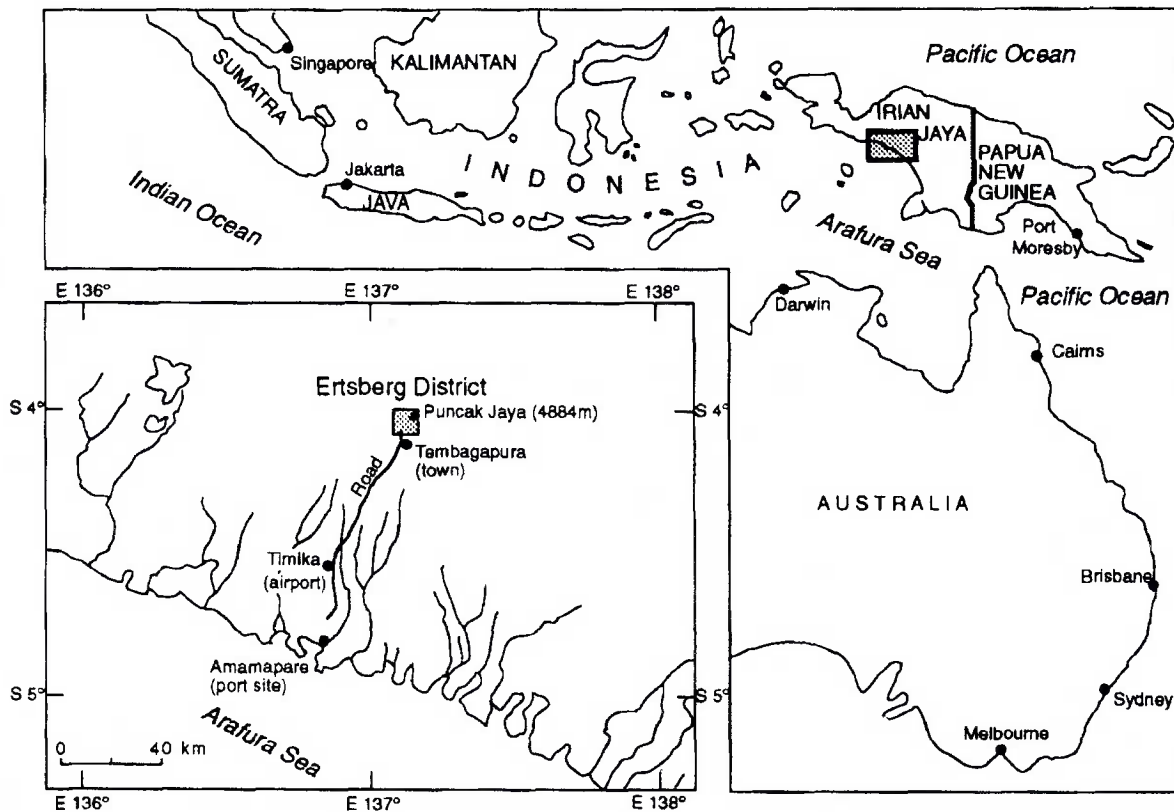 Pacific Ocean
Singapore
KALIMANTAN
SUMATRA
IRIAN
JAYA
PAPUA
NEW
GUINEA
INDONESIA
Jakarta
JAVA
Indian Ocean
Arafura Sea
Port
Moresby
Pacific Ocean
Darwin
Cairns
AUSTRALIA
Brisbane
Sydney
Melbourne
E 136°
E 137°
E 138°
Ertsberg District
S 4°
Puncak Jaya (4884m)
S 4°
Tembagapura
(town)
Road
Timika
(airport)
Amamapare
(port site)
S 5°
S 5°
Arafura Sea
0 40 km
E 136°
E 137°
E 138°